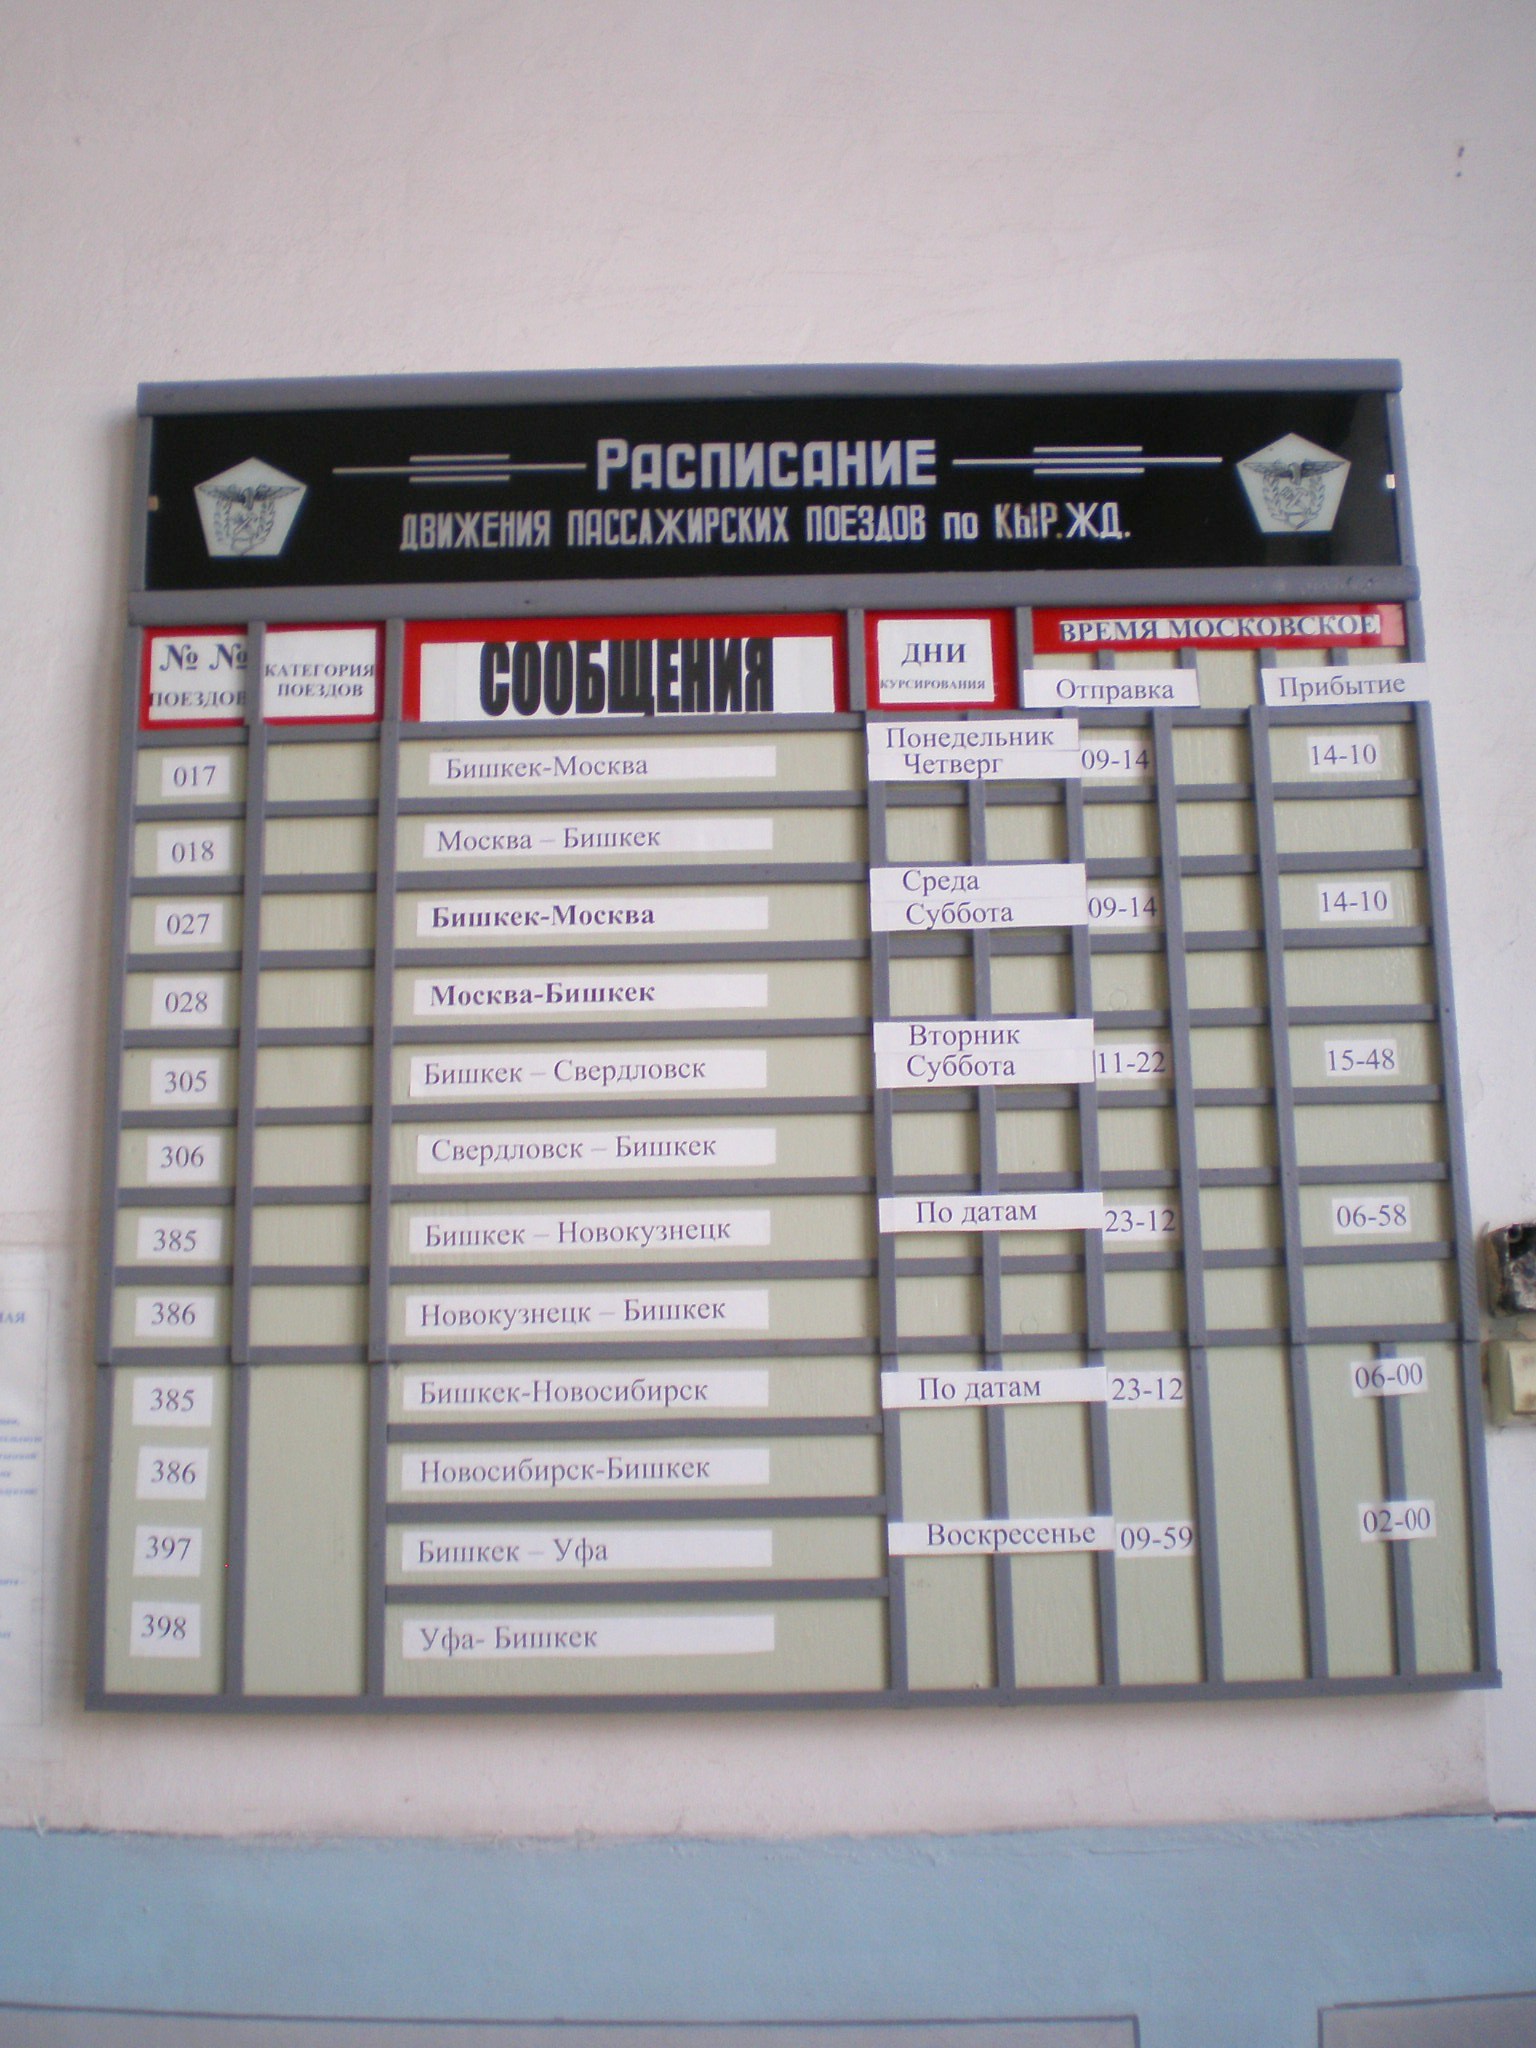 Расписание
движения пассажирских поездов по Кыр.жд.
№ №
ПОЕЗДОВ
КАТЕГОРИЯ
ПОЕЗДОВ
СООБЩЕНИЯ
ДНИ
КУРСИРОВАНИЯ
ВРЕМЯ МОСКОВСКОЕ
Отправка Прибытие
017 Бишкек-Москва Понедельник
Четверг 09-14 14-10
018 Москва – Бишкек
027 Бишкек-Москва Среда
Суббота 09-14 14-10
028 Москва-Бишкек
305 Бишкек – Свердловск Вторник
Суббота 11-22 15-48
306 Свердловск – Бишкек
385 Бишкек – Новокузнецк По датам 23-12 06-58
386 Новокузнецк – Бишкек
385 Бишкек-Новосибирск По датам 23-12 06-00
386 Новосибирск-Бишкек
397 Бишкек – Уфа Воскресенье 09-59 02-00
398 Уфа- Бишкек